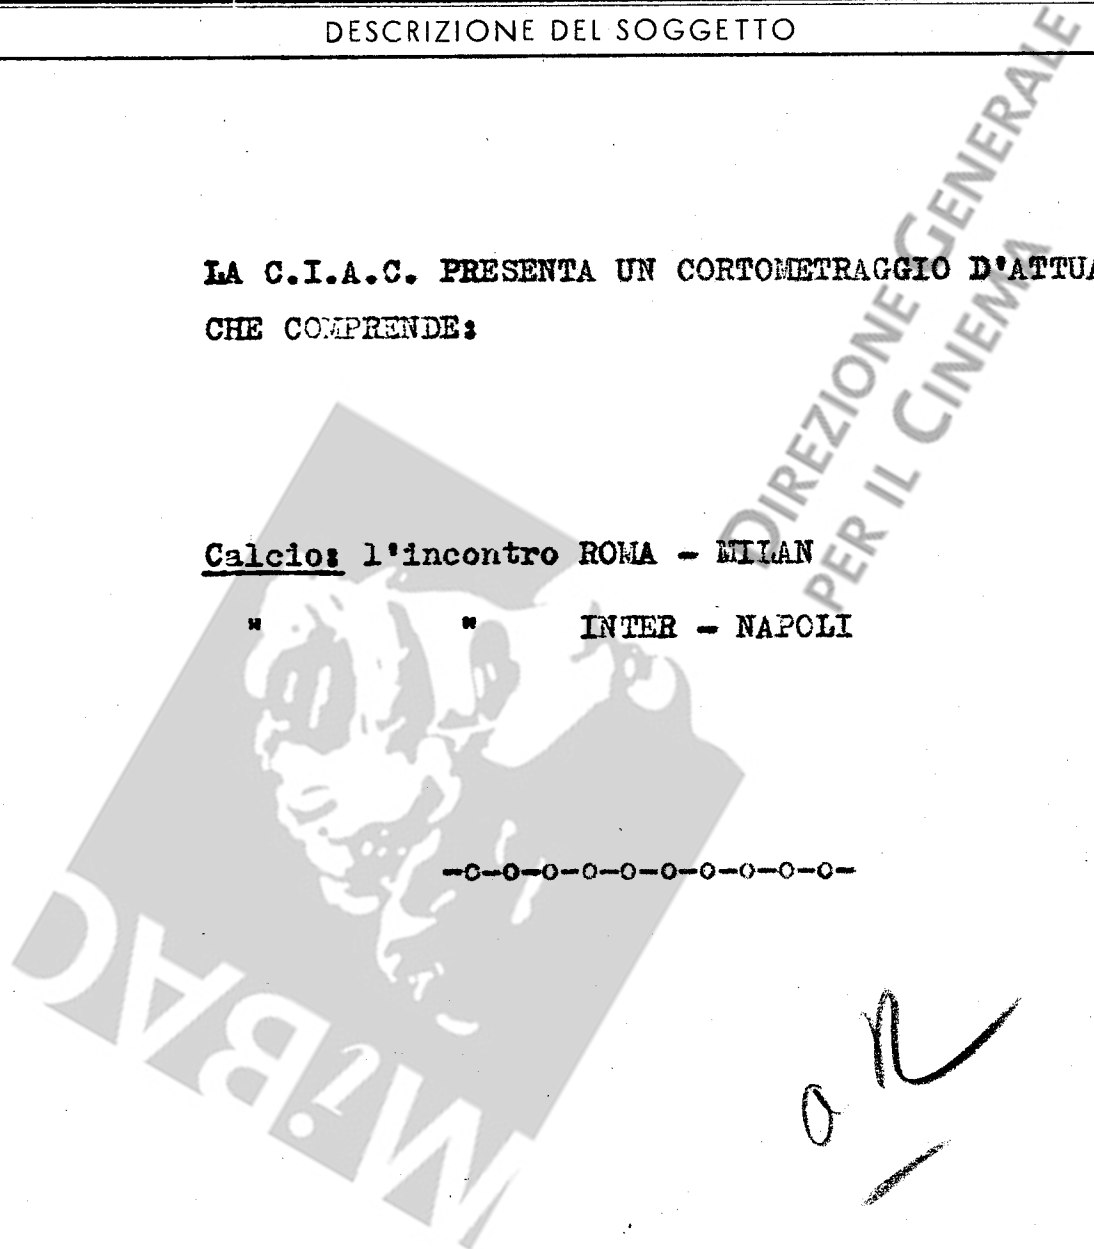 DESCRIZIONE DEL SOGGETTO
LA C.I.A.C. PRESENTA UN CORTOMETRAGGIO D'ATTUA
CHE COMPRENDE:
Calcio: l'incontro ROMA - MILAN
" " INTER - NAPOLI
-o-o-o-o-o-o-o-o-o-o-
DIREZIONE GENERALE
PER IL CINEMA
MiBAC